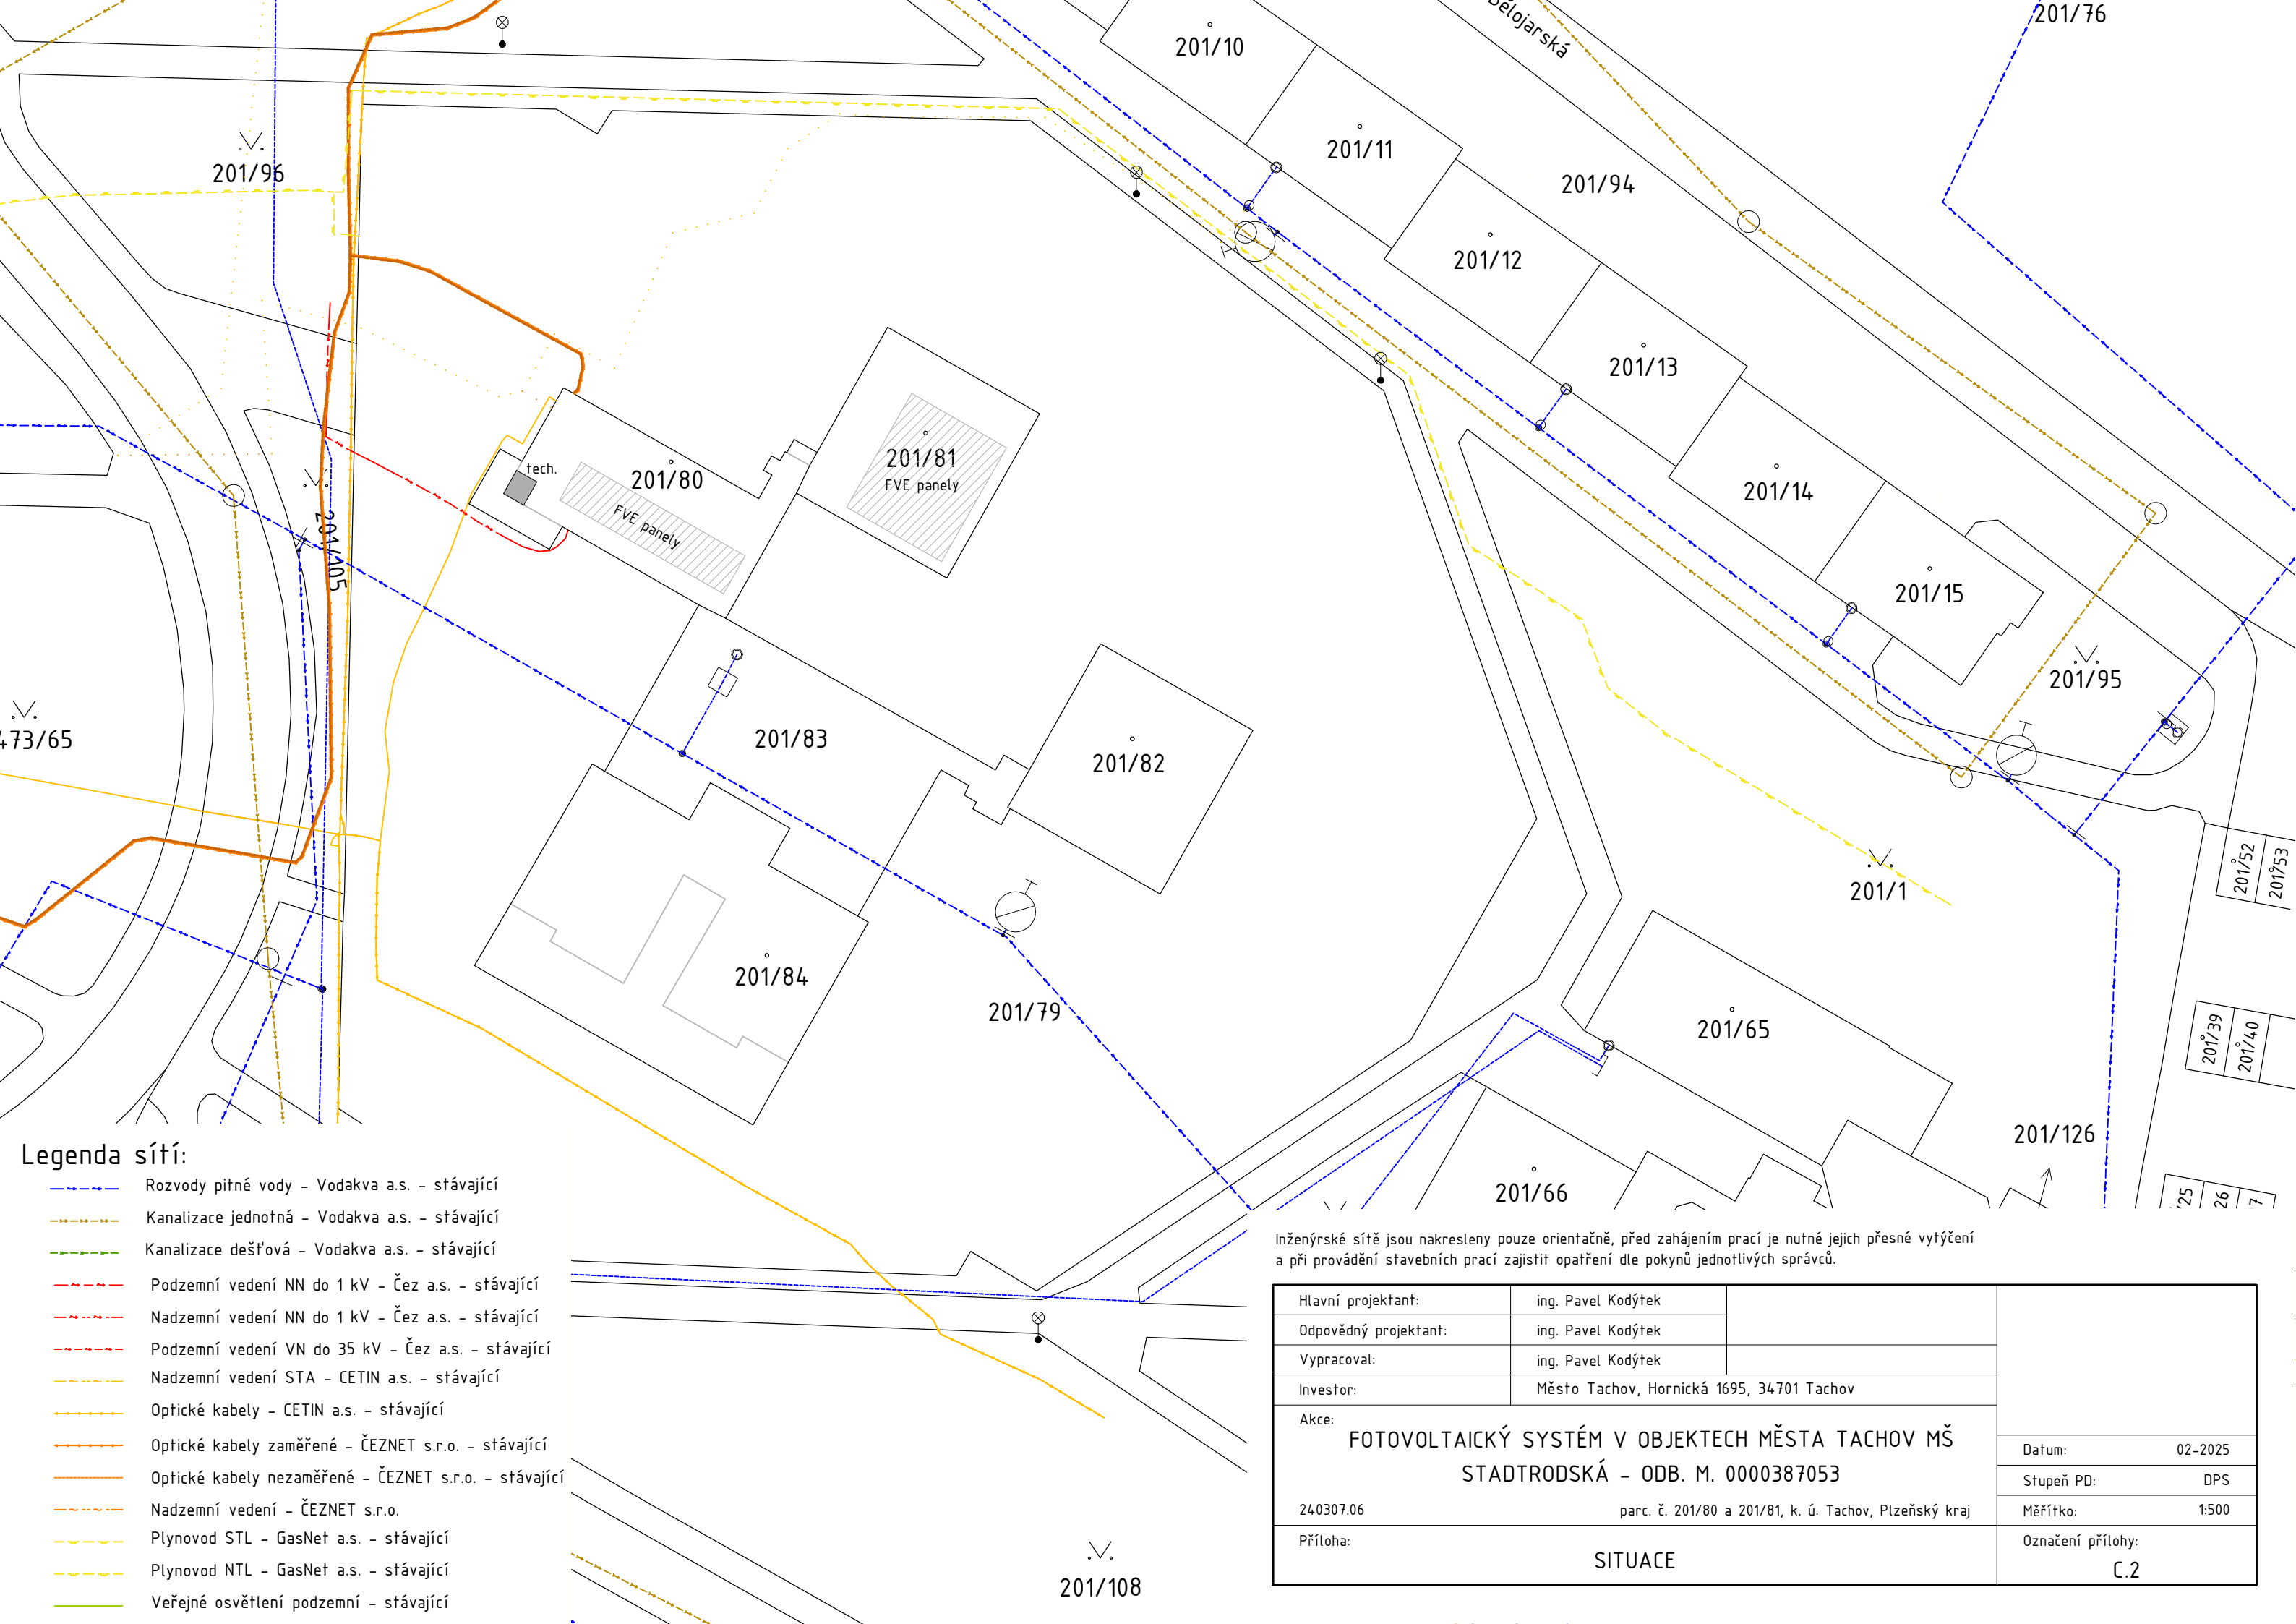 Bělojarská
201/76
201/10
201/11
201/94
201/96
201/12
201/13
201/14
201/15
201/95
201/81
FVE panely
tech.
201/80
FVE panely
201/105
473/65
201/83
201/82
201/84
201/79
201/1
201/52
201/53
201/39
201/40
201/65
201/126
201/66
/25
26
7
201/108
Legenda sítí:
Rozvody pitné vody – Vodakva a.s. – stávající
Kanalizace jednotná – Vodakva a.s. – stávající
Kanalizace dešťová – Vodakva a.s. – stávající
Podzemní vedení NN do 1 kV – Čez a.s. – stávající
Nadzemní vedení NN do 1 kV – Čez a.s. – stávající
Podzemní vedení VN do 35 kV – Čez a.s. – stávající
Nadzemní vedení STA – CETIN a.s. – stávající
Optické kabely – CETIN a.s. – stávající
Optické kabely zaměřené – ČEZNET s.r.o. – stávající
Optické kabely nezaměřené – ČEZNET s.r.o. – stávající
Nadzemní vedení – ČEZNET s.r.o.
Plynovod STL – GasNet a.s. – stávající
Plynovod NTL – GasNet a.s. – stávající
Veřejné osvětlení podzemní – stávající
Inženýrské sítě jsou nakresleny pouze orientačně, před zahájením prací je nutné jejich přesné vytýčení
a při provádění stavebních prací zajistit opatření dle pokynů jednotlivých správců.
Hlavní projektant: ing. Pavel Kodýtek
Odpovědný projektant: ing. Pavel Kodýtek
Vypracoval: ing. Pavel Kodýtek
Investor: Město Tachov, Hornická 1695, 34701 Tachov
Akce:
FOTOVOLTAICKÝ SYSTÉM V OBJEKTECH MĚSTA TACHOV MŠ
STADTRODSKÁ – ODB. M. 0000387053
240307.06 parc. č. 201/80 a 201/81, k. ú. Tachov, Plzeňský kraj
Datum: 02-2025
Stupeň PD: DPS
Měřítko: 1:500
Příloha:
SITUACE
Označení přílohy:
C.2